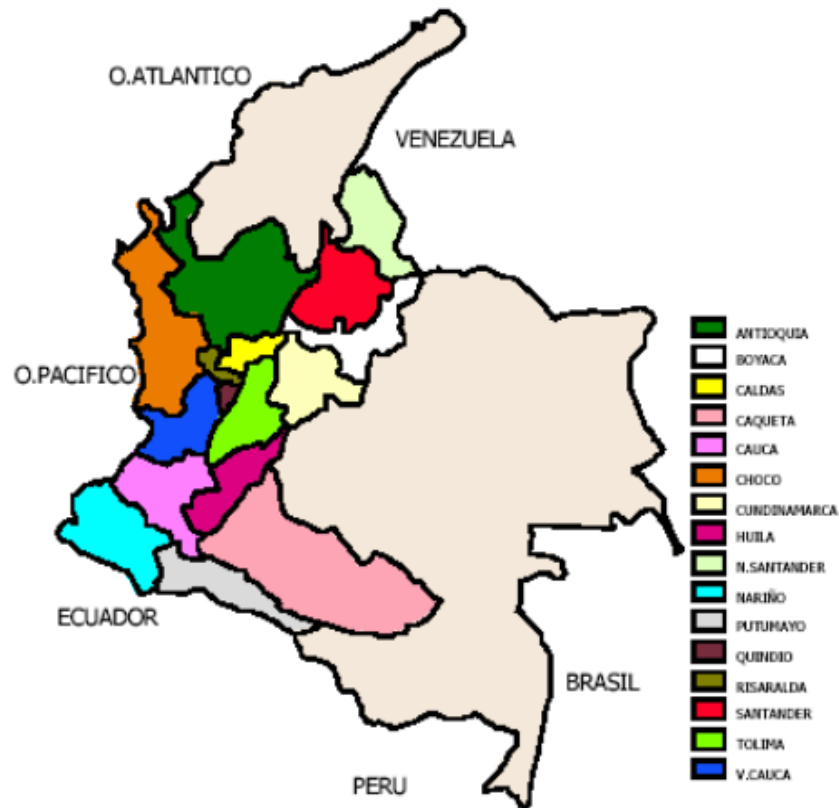 O.ATLANTICO
VENEZUELA
O.PACIFICO
ECUADOR
BRASIL
PERU
ANTIOQUIA
BOYACA
CALDAS
CAQUETA
CAUCA
CHOCO
CUNDINAMARCA
HUILA
N.SANTANDER
NARIÑO
PUTUMAYO
QUINDIO
RISARALDA
SANTANDER
TOLIMA
V.CAUCA